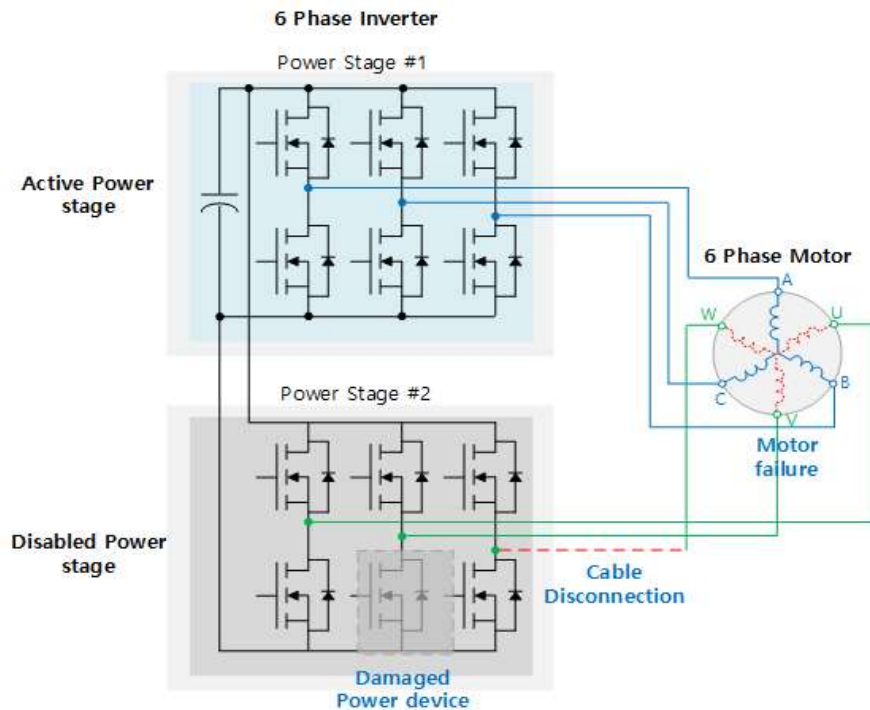 6 Phase Inverter
Power Stage #1
Active Power
stage
6 Phase Motor
A
W
U
C
B
V
Motor
failure
Power Stage #2
Disabled Power
stage
Cable
Disconnection
Damaged
Power device